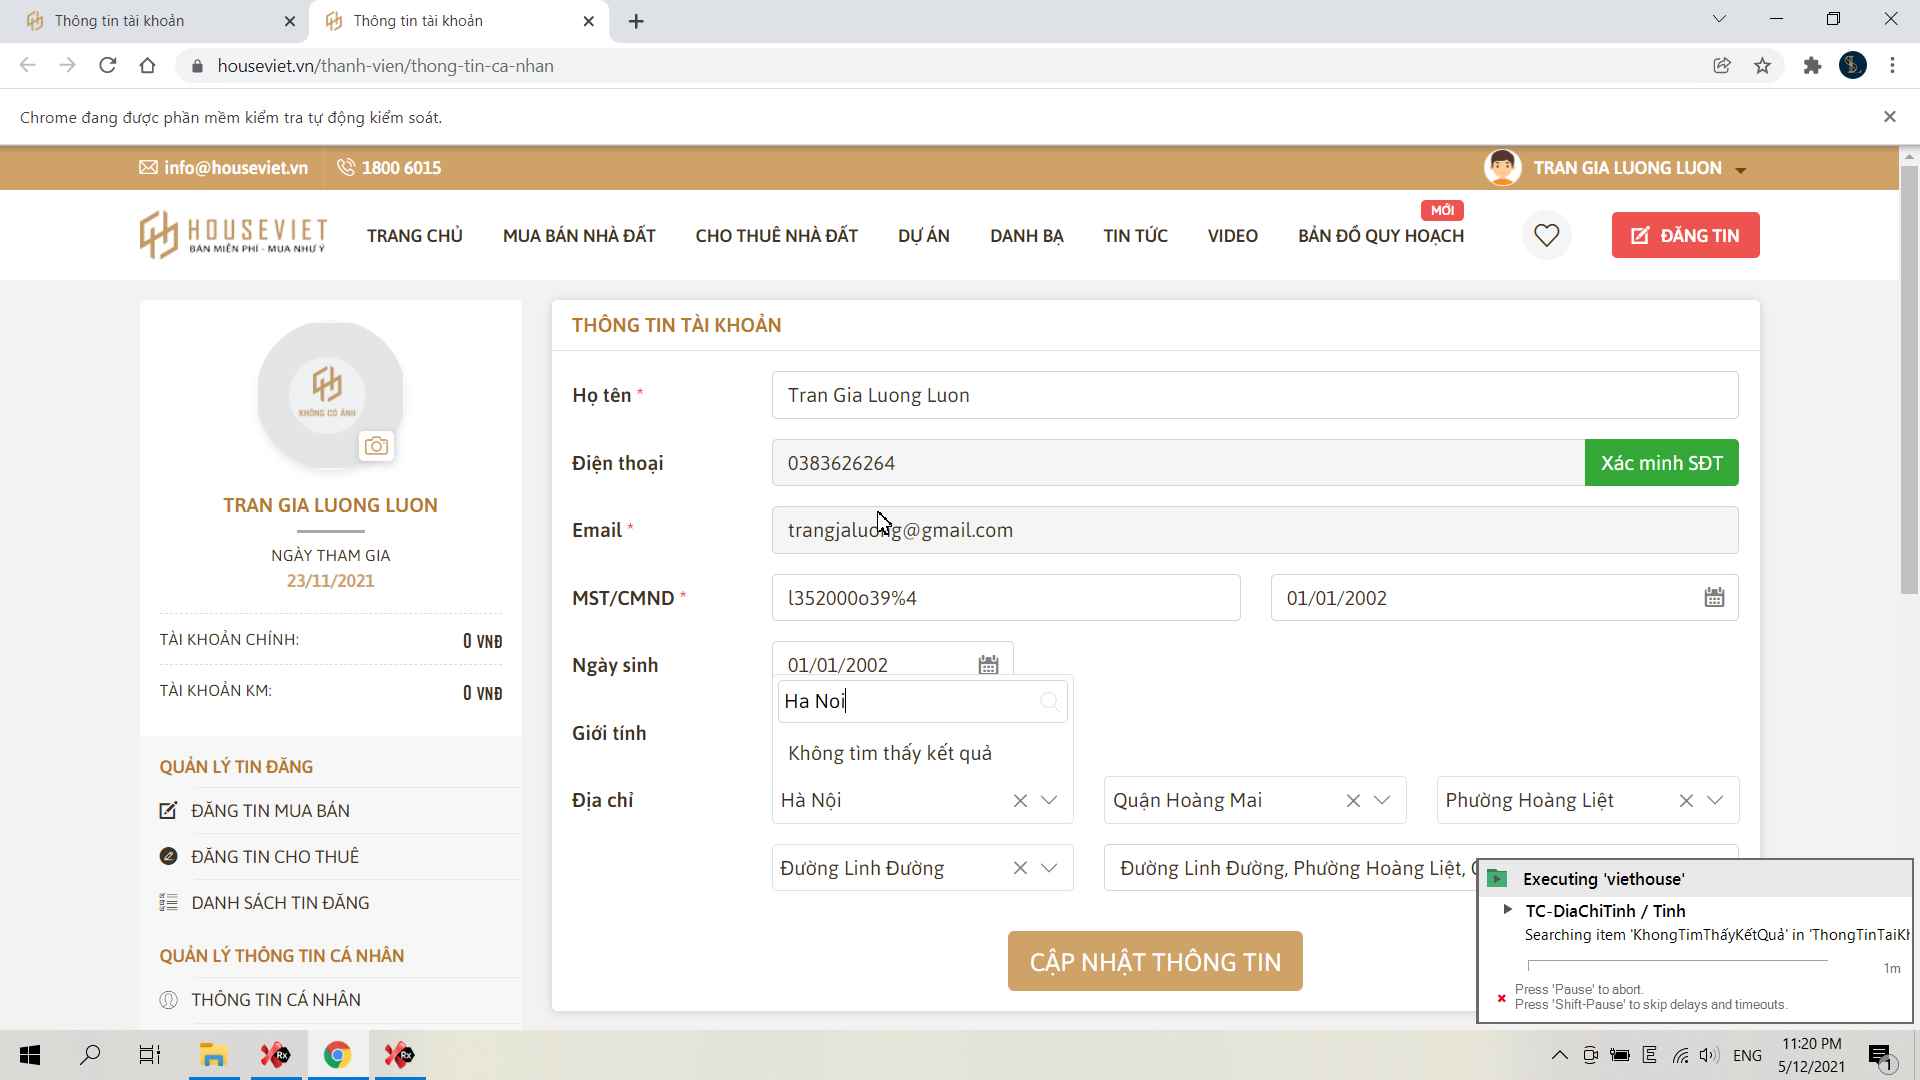 Thông tin tài khoản
Thông tin tài khoản
houseviet.vn/thanh-vien/thong-tin-ca-nhan
Chrome đang được phần mềm kiểm tra tự động kiểm soát.
info@houseviet.vn
1800 6015
TRAN GIA LUONG LUON
HOUSEVIET
BÁN MIỄN PHÍ - MUA NHƯ Ý
TRANG CHỦ
MUA BÁN NHÀ ĐẤT
CHO THUÊ NHÀ ĐẤT
DỰ ÁN
DANH BẠ
TIN TỨC
VIDEO
MỚI
BẢN ĐỒ QUY HOẠCH
ĐĂNG TIN
KHÔNG CÓ ẢNH
TRAN GIA LUONG LUON
NGÀY THAM GIA
23/11/2021
TÀI KHOẢN CHÍNH:
0 VNĐ
TÀI KHOẢN KM:
0 VNĐ
QUẢN LÝ TIN ĐĂNG
ĐĂNG TIN MUA BÁN
ĐĂNG TIN CHO THUÊ
DANH SÁCH TIN ĐĂNG
QUẢN LÝ THÔNG TIN CÁ NHÂN
THÔNG TIN CÁ NHÂN
THÔNG TIN TÀI KHOẢN
Họ tên *
Tran Gia Luong Luon
Điện thoại
0383626264
Xác minh SĐT
Email *
trangjaluong@gmail.com
MST/CMND *
l352000o39%4
01/01/2002
Ngày sinh
01/01/2002
Ha Noi
Giới tính
Không tìm thấy kết quả
Địa chỉ
Hà Nội
Quận Hoàng Mai
Phường Hoàng Liệt
Đường Linh Đường
Đường Linh Đường, Phường Hoàng Liệt,
CẬP NHẬT THÔNG TIN
Executing 'viethouse'
TC-DiaChiTinh / Tinh
Searching item 'KhongTimThấyKếtQuả' in 'ThongTinTaiKh
1m
Press 'Pause' to abort.
Press 'Shift-Pause' to skip delays and timeouts.
Rx
Rx
ENG
11:20 PM
5/12/2021
1